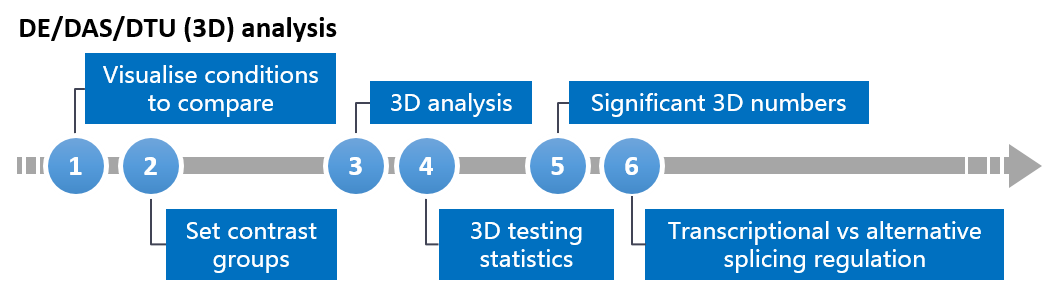 DE/DAS/DTU (3D) analysis
Visualise conditions
to compare
3D analysis
Significant 3D numbers
1
2
3
4
5
6
Set contrast
groups
3D testing
statistics
Transcriptional vs alternative
splicing regulation